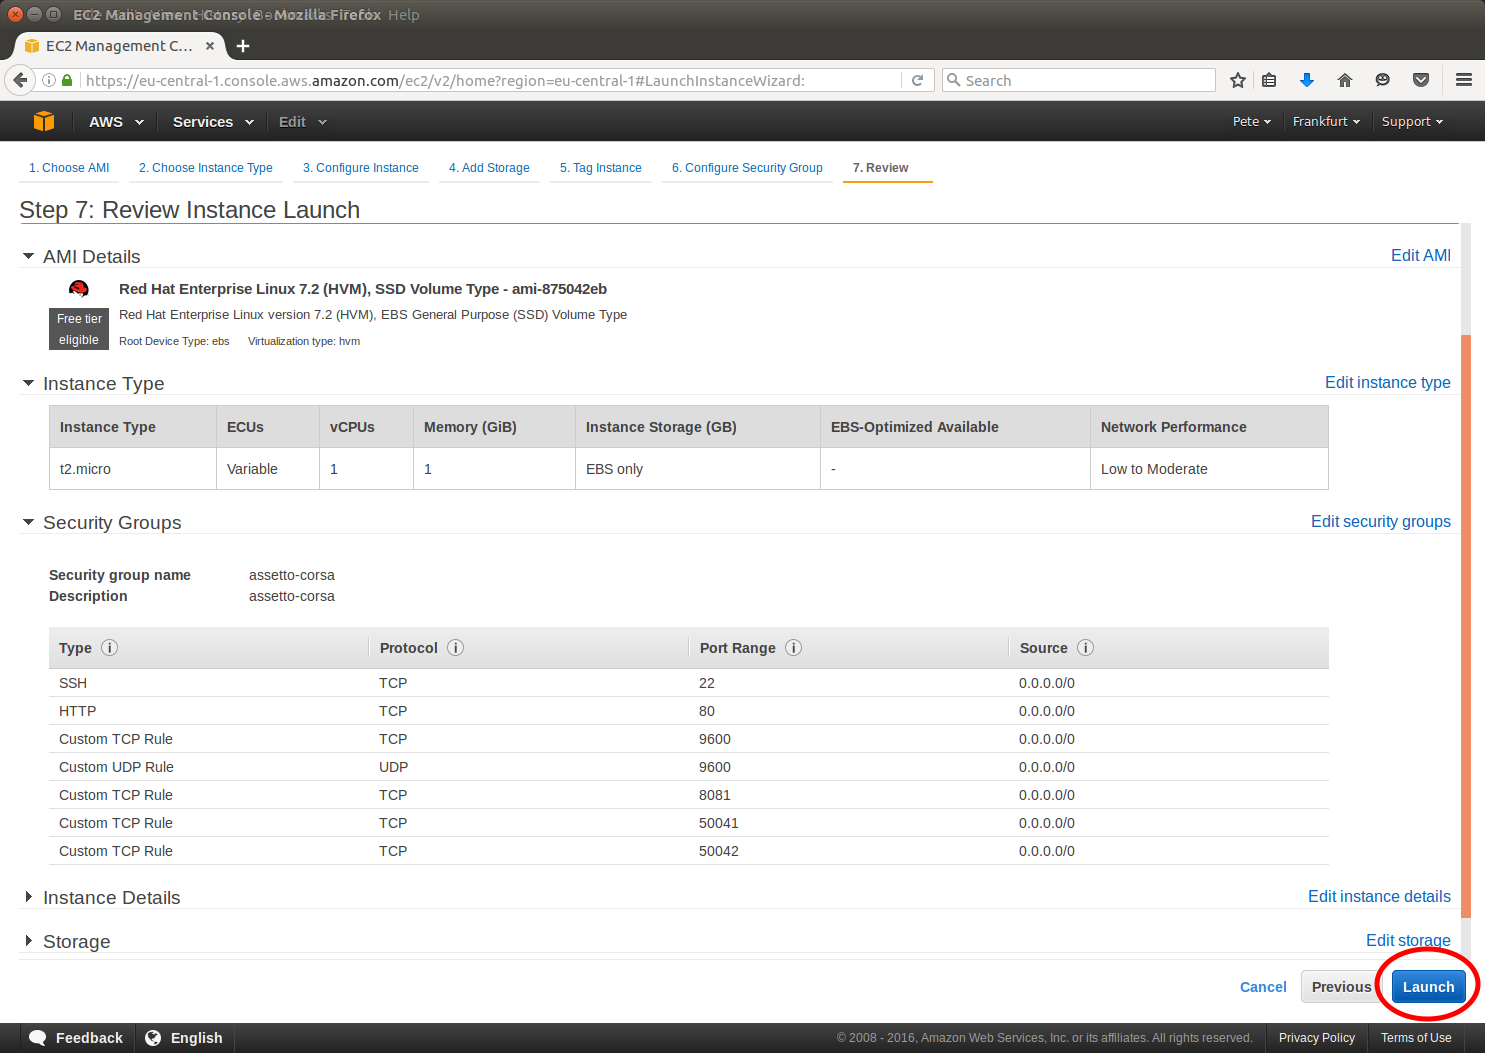 EC2 Management Console - Mozilla Firefox Help
EC2 Management C...
https://eu-central-1.console.aws.amazon.com/ec2/v2/home?region=eu-central-1#LaunchInstanceWizard:
Search
AWS Services Edit Pete Frankfurt Support
1. Choose AMI 2. Choose Instance Type 3. Configure Instance 4. Add Storage 5. Tag Instance 6. Configure Security Group 7. Review
Step 7: Review Instance Launch
AMI Details Edit AMI
Red Hat Enterprise Linux 7.2 (HVM), SSD Volume Type - ami-875042eb
Free tier eligible
Red Hat Enterprise Linux version 7.2 (HVM), EBS General Purpose (SSD) Volume Type
Root Device Type: ebs Virtualization type: hvm
Instance Type Edit instance type
Instance Type ECUs vCPUs Memory (GiB) Instance Storage (GB) EBS-Optimized Available Network Performance
t2.micro Variable 1 1 EBS only - Low to Moderate
Security Groups Edit security groups
Security group name assetto-corsa
Description assetto-corsa
Type Protocol Port Range Source
SSH TCP 22 0.0.0.0/0
HTTP TCP 80 0.0.0.0/0
Custom TCP Rule TCP 9600 0.0.0.0/0
Custom UDP Rule UDP 9600 0.0.0.0/0
Custom TCP Rule TCP 8081 0.0.0.0/0
Custom TCP Rule TCP 50041 0.0.0.0/0
Custom TCP Rule TCP 50042 0.0.0.0/0
Instance Details Edit instance details
Storage Edit storage
Cancel Previous Launch
Feedback English © 2008 - 2016, Amazon Web Services, Inc. or its affiliates. All rights reserved. Privacy Policy Terms of Use